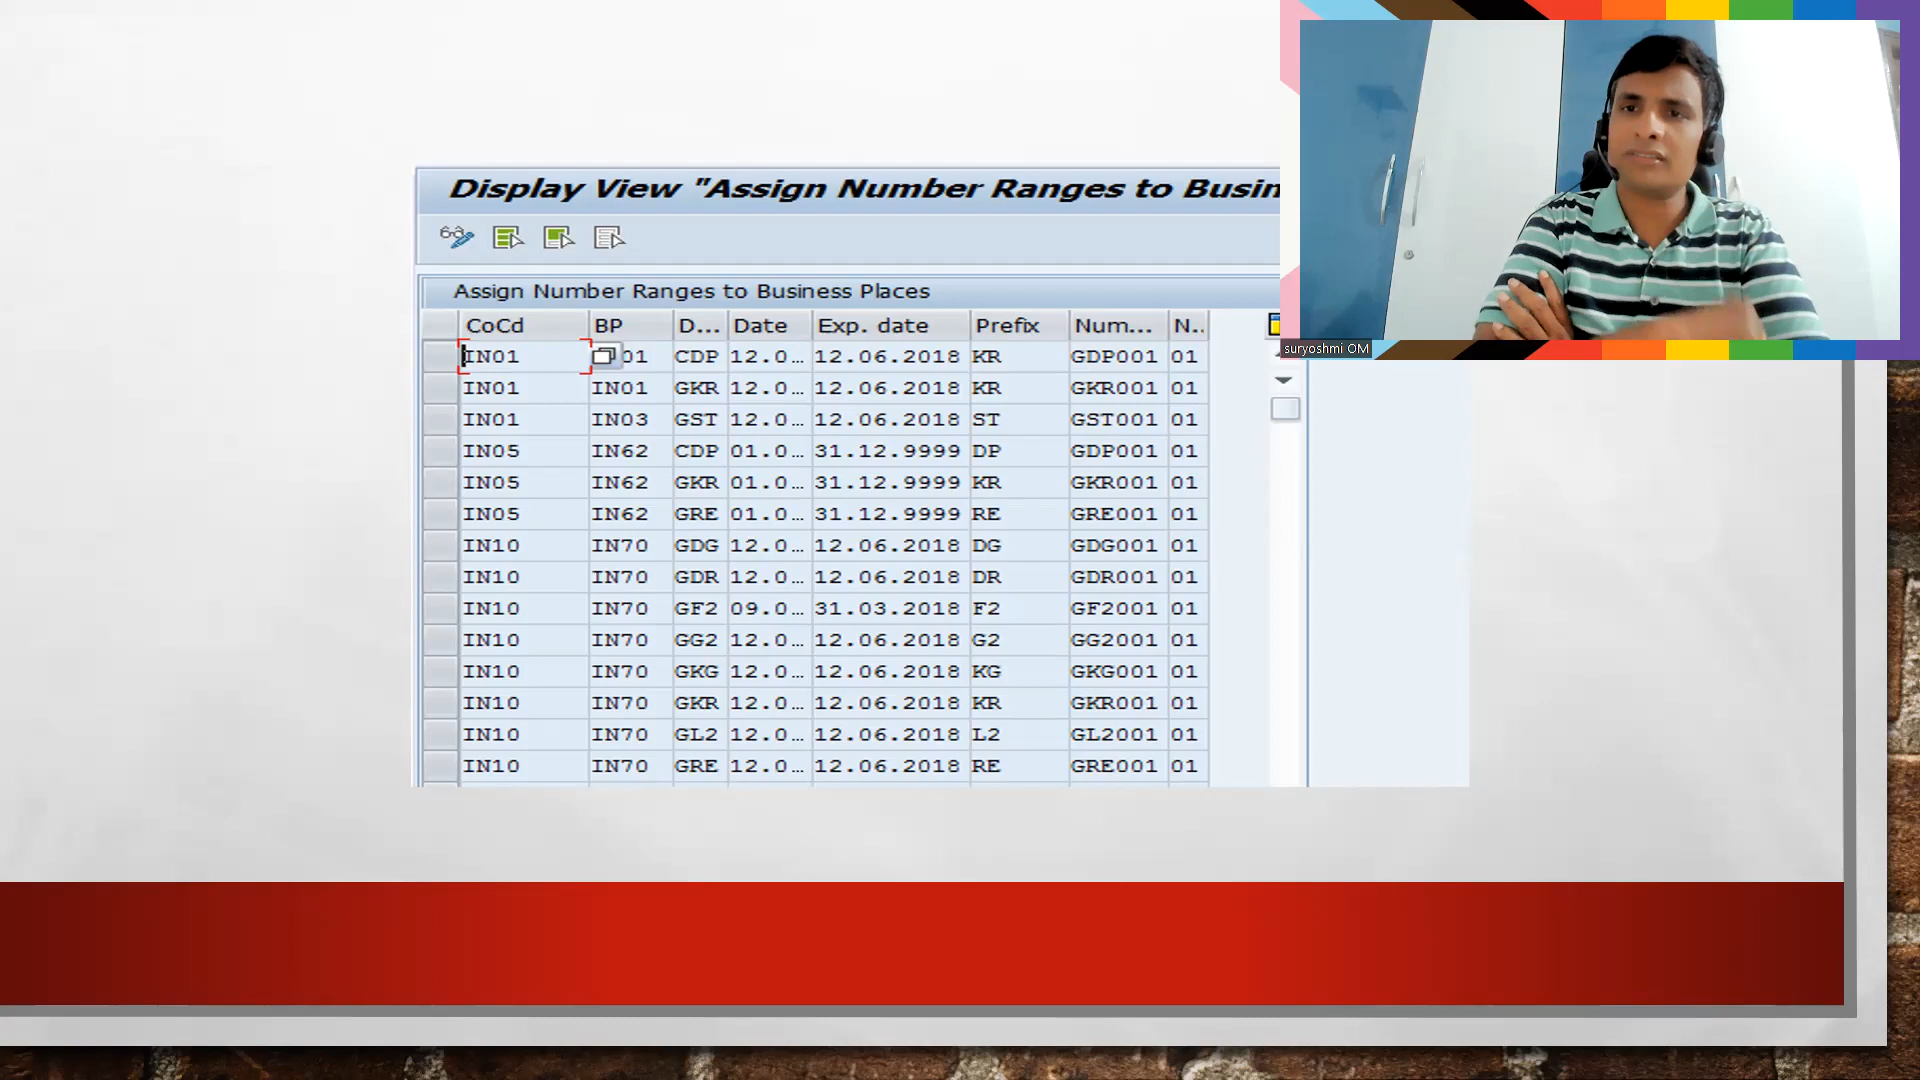 Display View "Assign Number Ranges to Busin
Assign Number Ranges to Business Places
CoCd BP D... Date Exp. date Prefix Num... N..
IN01 01 CDP 12.0... 12.06.2018 KR GDP001 01
IN01 IN01 GKR 12.0... 12.06.2018 KR GKR001 01
IN01 IN03 GST 12.0... 12.06.2018 ST GST001 01
IN05 IN62 CDP 01.0... 31.12.9999 DP GDP001 01
IN05 IN62 GKR 01.0... 31.12.9999 KR GKR001 01
IN05 IN62 GRE 01.0... 31.12.9999 RE GRE001 01
IN10 IN70 GDG 12.0... 12.06.2018 DG GDG001 01
IN10 IN70 GDR 12.0... 12.06.2018 DR GDR001 01
IN10 IN70 GF2 09.0... 31.03.2018 F2 GF2001 01
IN10 IN70 GG2 12.0... 12.06.2018 G2 GG2001 01
IN10 IN70 GKG 12.0... 12.06.2018 KG GKG001 01
IN10 IN70 GKR 12.0... 12.06.2018 KR GKR001 01
IN10 IN70 GL2 12.0... 12.06.2018 L2 GL2001 01
IN10 IN70 GRE 12.0... 12.06.2018 RE GRE001 01
suryoshmi OM